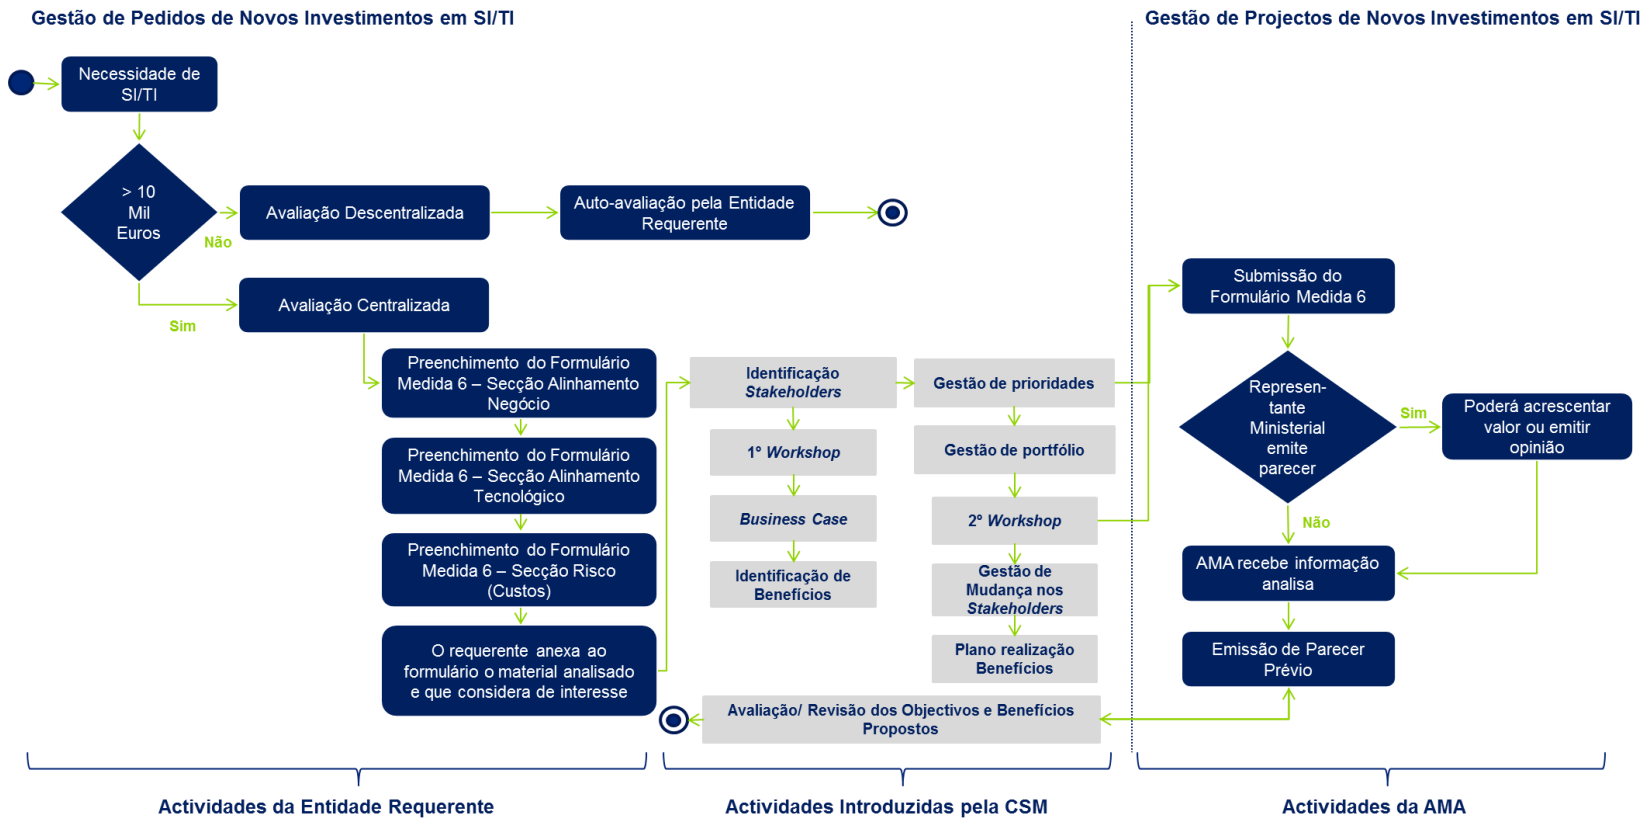 Gestão de Pedidos de Novos Investimentos em SI/TI
Gestão de Projectos de Novos Investimentos em SI/TI
Necessidade de
SI/TI
> 10
Mil
Euros
Não
Sim
Avaliação Descentralizada
Auto-avaliação pela Entidade
Requerente
Avaliação Centralizada
Preenchimento do Formulário
Medida 6 – Secção Alinhamento
Negócio
Preenchimento do Formulário
Medida 6 – Secção Alinhamento
Tecnológico
Preenchimento do Formulário
Medida 6 – Secção Risco
(Custos)
O requerente anexa ao
formulário o material analisado
e que considera de interesse
Identificação
Stakeholders
1º Workshop
Business Case
Identificação de
Benefícios
Gestão de prioridades
Gestão de portfólio
2º Workshop
Gestão de
Mudança nos
Stakeholders
Plano realização
Benefícios
Avaliação/ Revisão dos Objectivos e Benefícios
Propostos
Submissão do
Formulário Medida 6
Represen-
tante
Ministerial
emite
parecer
Sim
Não
Poderá acrescentar
valor ou emitir
opinião
AMA recebe informação
analisa
Emissão de Parecer
Prévio
Actividades da Entidade Requerente
Actividades Introduzidas pela CSM
Actividades da AMA